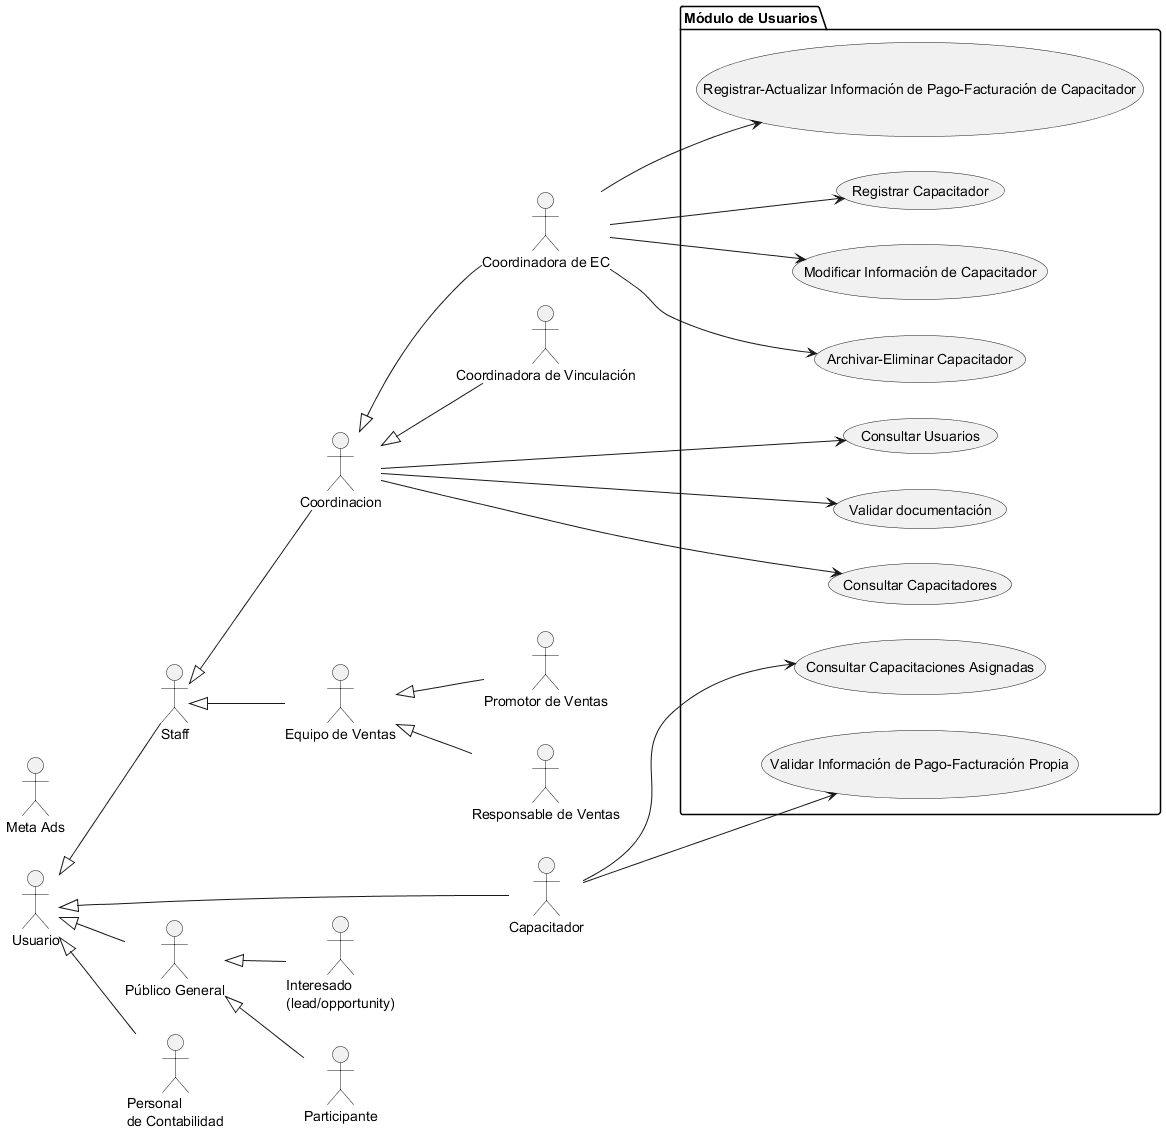 Módulo de Usuarios
Registrar-Actualizar Información de Pago-Facturación de Capacitador
Registrar Capacitador
Coordinadora de EC
Modificar Información de Capacitador
Archivar-Eliminar Capacitador
Coordinadora de Vinculación
Consultar Usuarios
Coordinacion
Validar documentación
Consultar Capacitadores
Consultar Capacitaciones Asignadas
Promotor de Ventas
Staff
Equipo de Ventas
Validar Información de Pago-Facturación Propia
Responsable de Ventas
Meta Ads
Capacitador
Usuario
Público General
Interesado
(lead/opportunity)
Personal
de Contabilidad
Participante